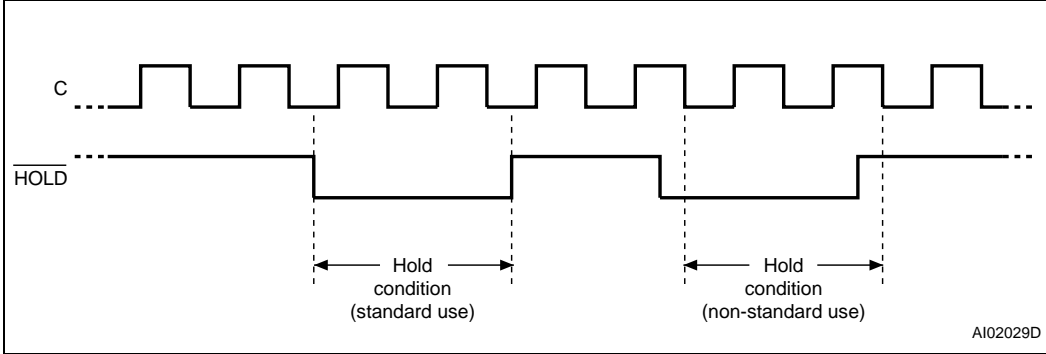 C
HOLD
Hold
condition
(standard use)
Hold
condition
(non-standard use)
AI02029D